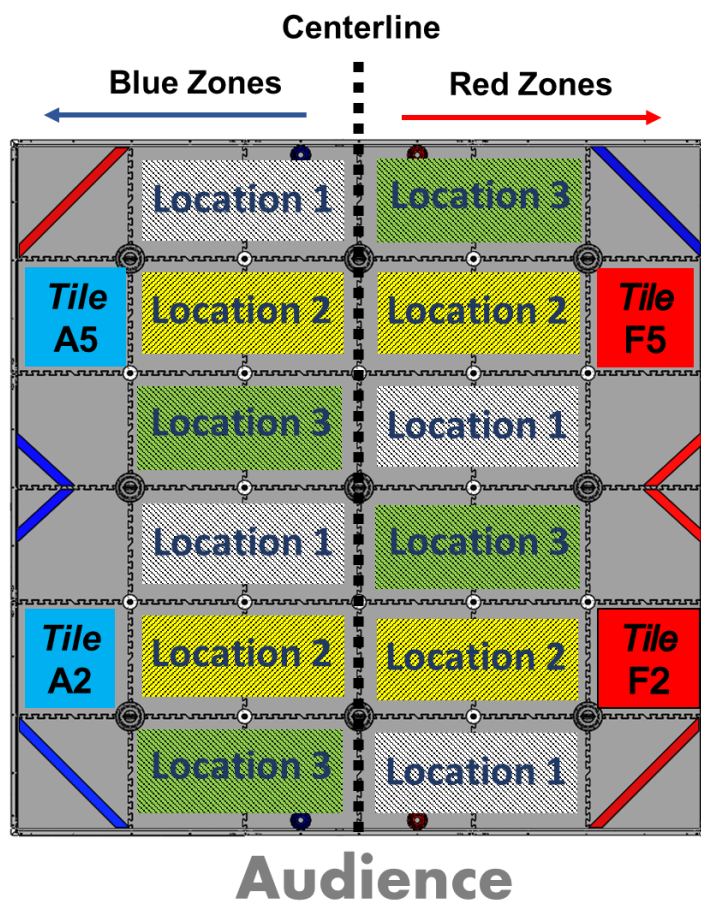 Centerline
Blue Zones
Red Zones
Location 1
Location 3
Tile
A5
Location 2
Location 2
Tile
F5
Location 3
Location 1
Location 1
Location 3
Tile
A2
Location 2
Location 2
Tile
F2
Location 3
Location 1
Audience